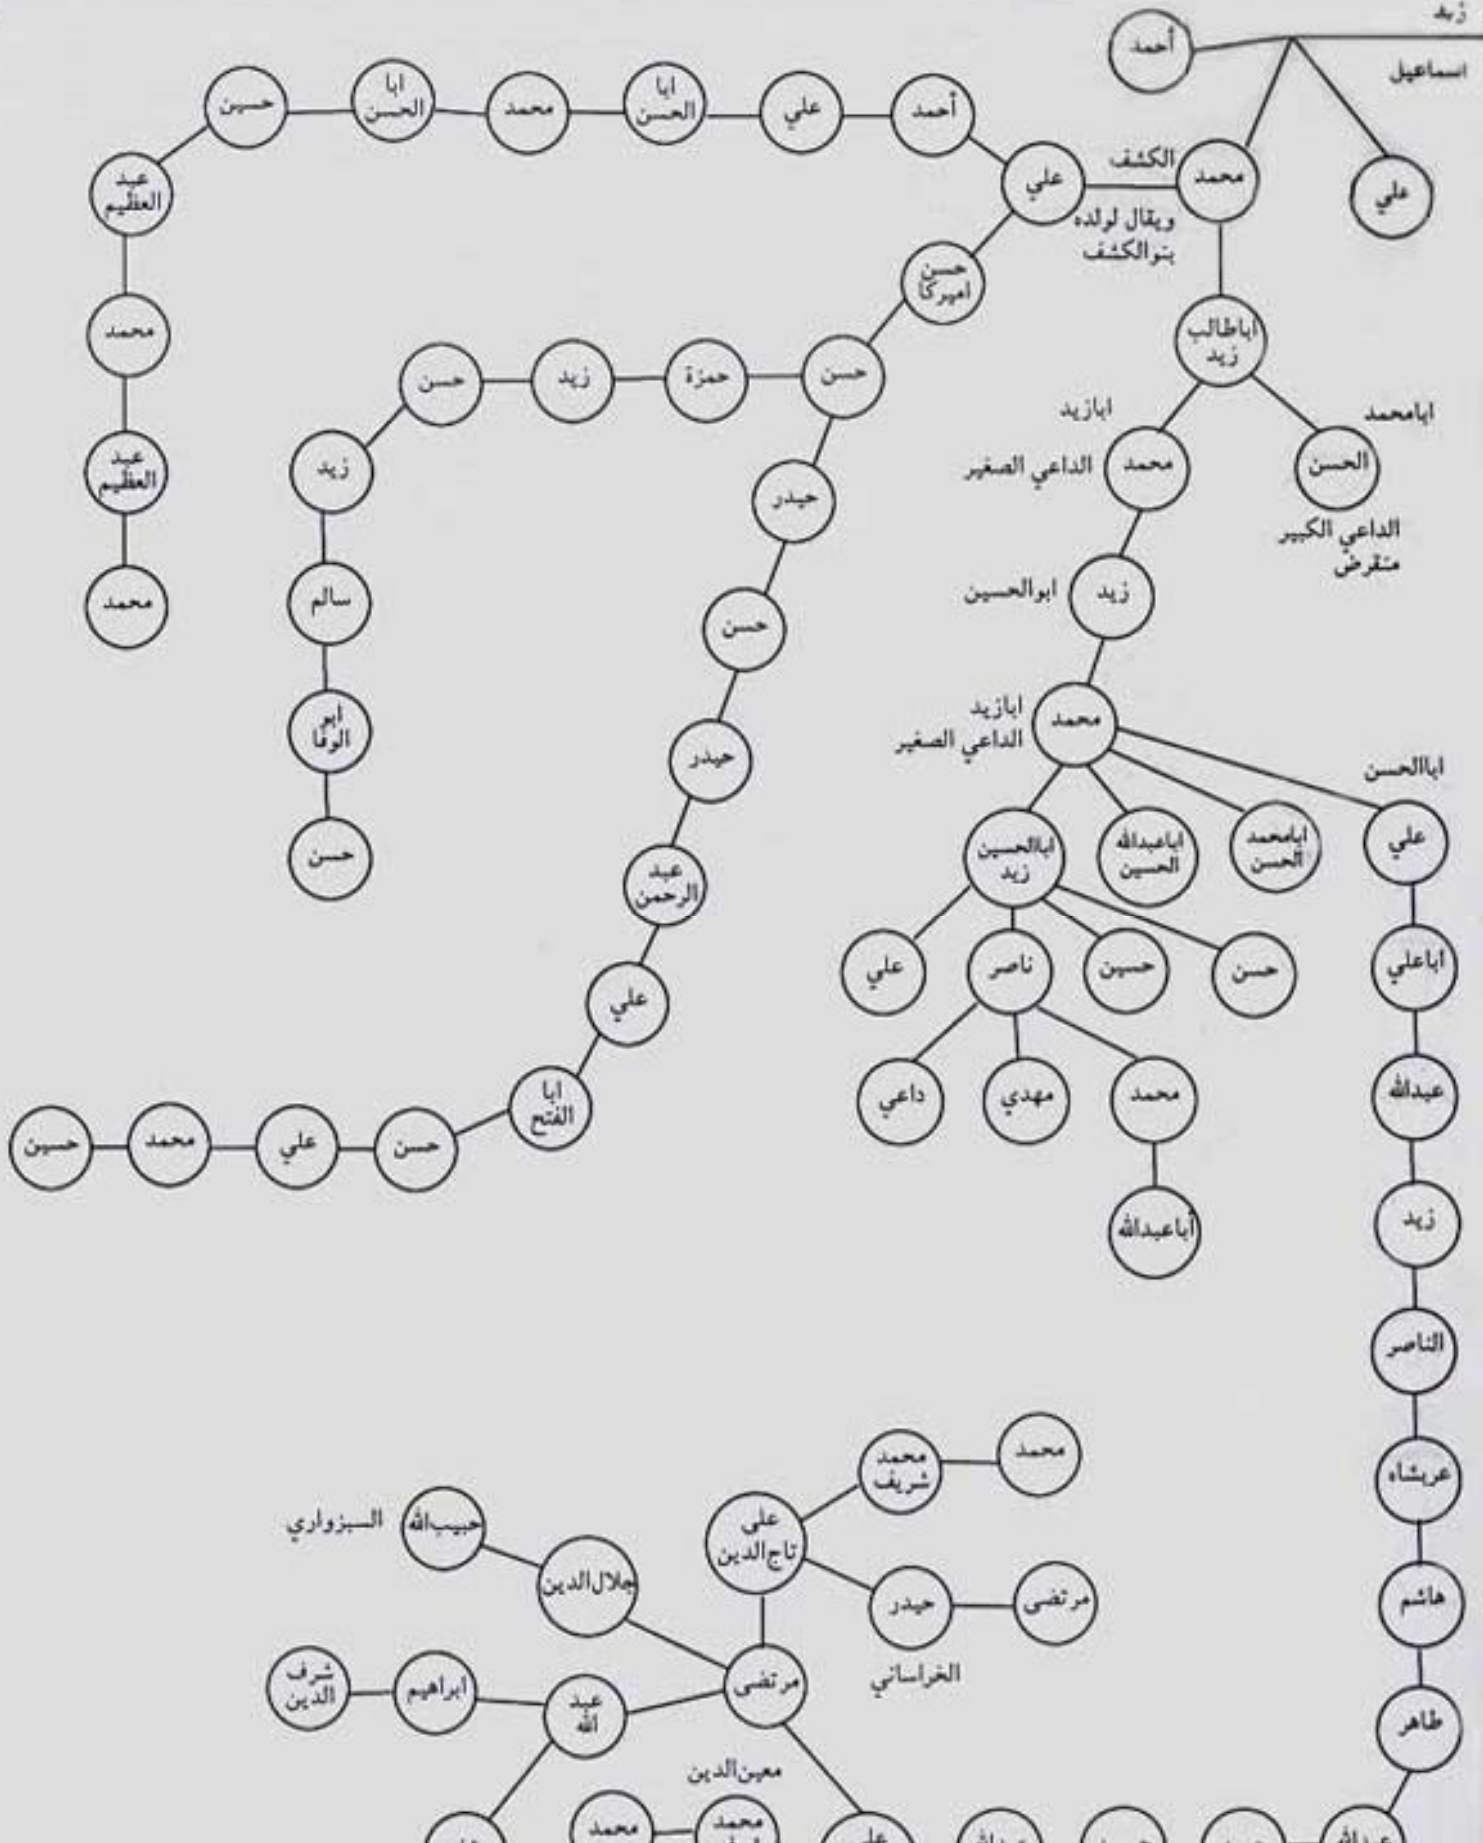 زيد
أحمد
اسماعيل
علي
محمد
الكشف
ويقال لولده
بنوالكشف
علي
أحمد
علي
ابا
الحسن
محمد
ابا
الحسن
حسين
عبد
العظيم
محمد
عبد
العظيم
محمد
حسن
اميركا
حسن
حمزة
زيد
حسن
زيد
سالم
ابو
الوفا
حسن
حيدر
حسن
حيدر
عبد
الرحمن
علي
ابا
الفتح
حسن
علي
محمد
حسين
اباطالب
زيد
ابامحمد
الحسن
الداعي الكبير
منقرض
ابازيد
محمد
الداعي الصغير
زيد
ابوالحسين
محمد
ابازيد
الداعي الصغير
اباالحسن
علي
ابامحمد
الحسن
اباعبدالله
الحسين
اباالحسين
زيد
حسن
حسين
ناصر
علي
محمد
مهدي
داعي
أباعبدالله
اباعلي
عبدالله
زيد
الناصر
عربشاه
هاشم
طاهر
محمد
محمد
شريف
على
تاج‌الدين
مرتضى
حيدر
الخراساني
جلال‌الدين
حبيب‌الله
السبزواري
مرتضى
عبد
الله
ابراهيم
شرف
الدين
معين‌الدين
محمد
محمد
علي
عبدالله